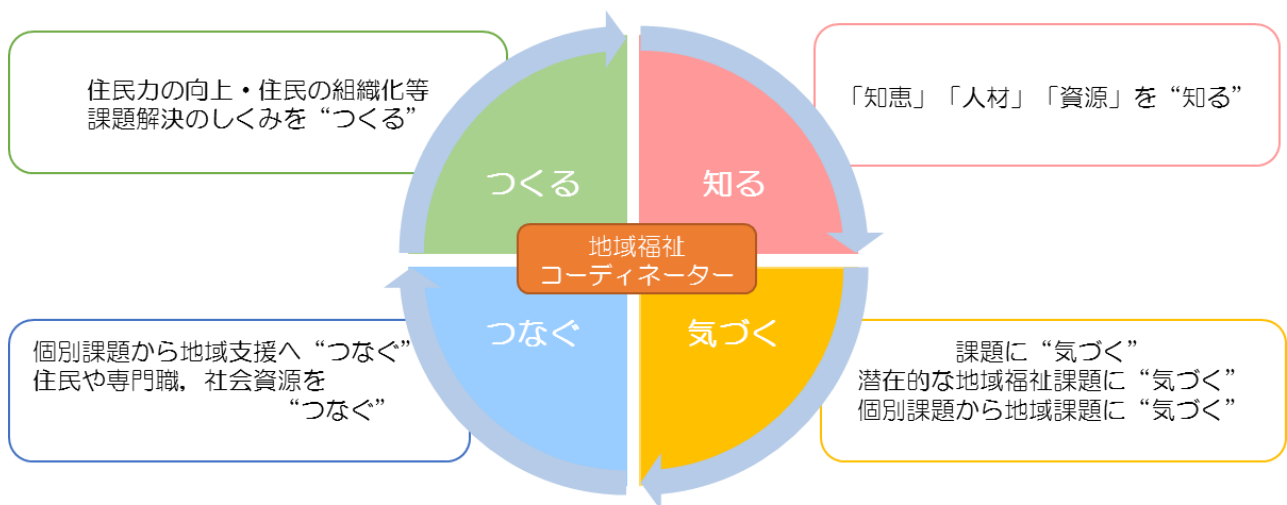 住民力の向上・住民の組織化等
課題解決のしくみを“つくる”
「知恵」「人材」「資源」を“知る”
つくる
知る
地域福祉
コーディネーター
つなぐ
気づく
個別課題から地域支援へ“つなぐ”
住民や専門職，社会資源を
“つなぐ”
課題に“気づく”
潜在的な地域福祉課題に“気づく”
個別課題から地域課題に“気づく”